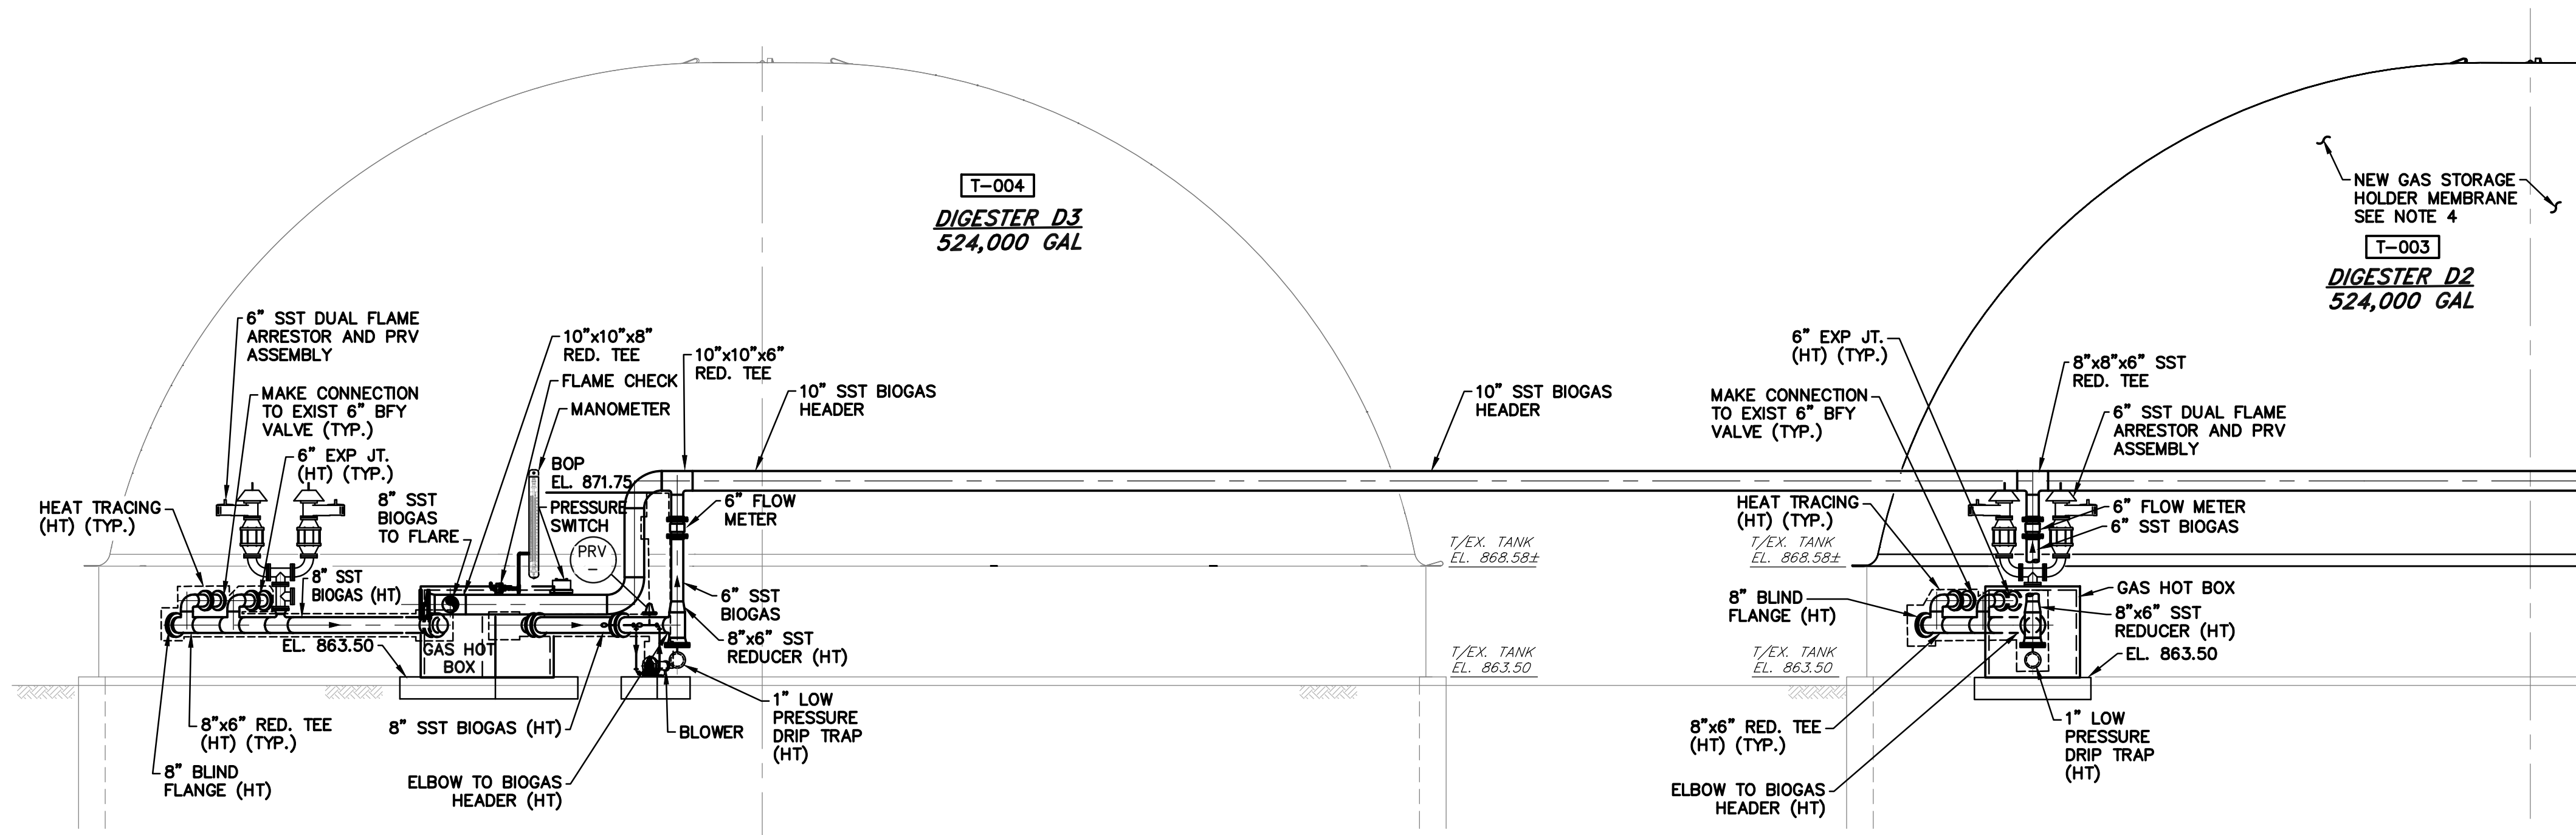 T-004
DIGESTER D3
524,000 GAL
NEW GAS STORAGE
HOLDER MEMBRANE
SEE NOTE 4
T-003
DIGESTER D2
524,000 GAL
6" SST DUAL FLAME
ARRESTOR AND PRV
ASSEMBLY
MAKE CONNECTION
TO EXIST 6" BFY
VALVE (TYP.)
6" EXP JT.
(HT) (TYP.)
HEAT TRACING
(HT) (TYP.)
8" SST
BIOGAS (HT)
8" SST
BIOGAS
TO FLARE
10"x10"x8"
RED. TEE
FLAME CHECK
MANOMETER
10"x10"x6"
RED. TEE
10" SST BIOGAS
HEADER
BOP
EL. 871.75
PRESSURE
SWITCH
PRV
-
6" FLOW
METER
6" SST
BIOGAS
8"x6" SST
REDUCER (HT)
EL. 863.50
GAS HOT
BOX
8"x6" RED. TEE
(HT) (TYP.)
8" BLIND
FLANGE (HT)
8" SST BIOGAS (HT)
ELBOW TO BIOGAS
HEADER (HT)
BLOWER
1" LOW
PRESSURE
DRIP TRAP
(HT)
10" SST BIOGAS
HEADER
T/EX. TANK
EL. 868.58±
T/EX. TANK
EL. 863.50
T/EX. TANK
EL. 868.58±
T/EX. TANK
EL. 863.50
6" EXP JT.
(HT) (TYP.)
MAKE CONNECTION
TO EXIST 6" BFY
VALVE (TYP.)
HEAT TRACING
(HT) (TYP.)
8" BLIND
FLANGE (HT)
8"x6" RED. TEE
(HT) (TYP.)
ELBOW TO BIOGAS
HEADER (HT)
8"x8"x6" SST
RED. TEE
6" SST DUAL FLAME
ARRESTOR AND PRV
ASSEMBLY
6" FLOW METER
6" SST BIOGAS
GAS HOT BOX
8"x6" SST
REDUCER (HT)
EL. 863.50
1" LOW
PRESSURE
DRIP TRAP
(HT)